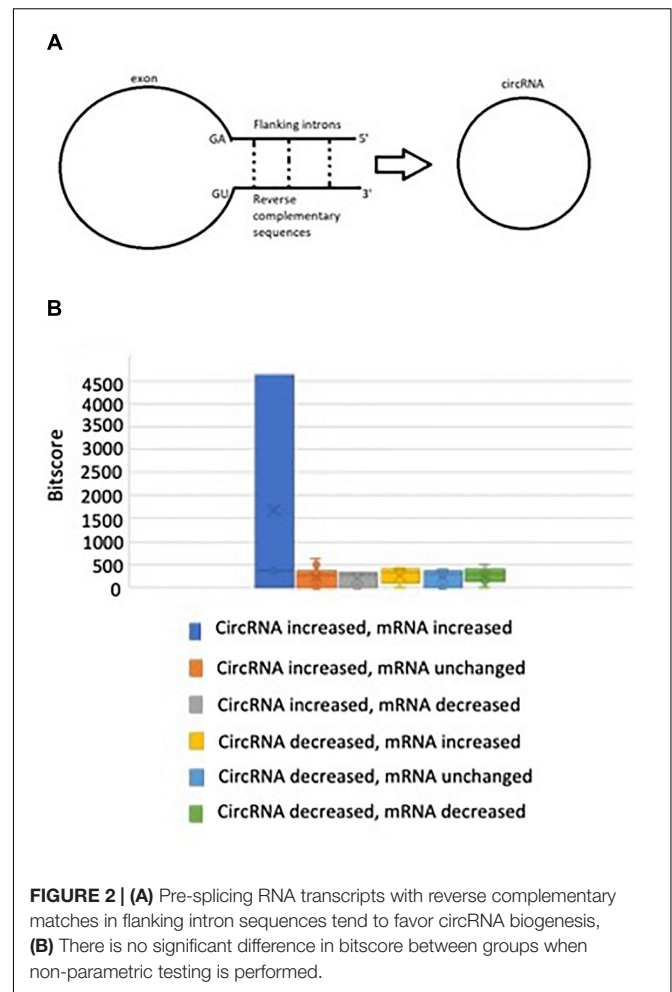 A
exon
circRNA
GA
Flanking introns
5'
GU
Reverse
complementary
sequences
3'
B
Bitscore
4500
4000
3500
3000
2500
2000
1500
1000
500
0
CircRNA increased, mRNA increased
CircRNA increased, mRNA unchanged
CircRNA increased, mRNA decreased
CircRNA decreased, mRNA increased
CircRNA decreased, mRNA unchanged
CircRNA decreased, mRNA decreased
FIGURE 2 | (A) Pre-splicing RNA transcripts with reverse complementary
matches in flanking intron sequences tend to favor circRNA biogenesis,
(B) There is no significant difference in bitscore between groups when
non-parametric testing is performed.